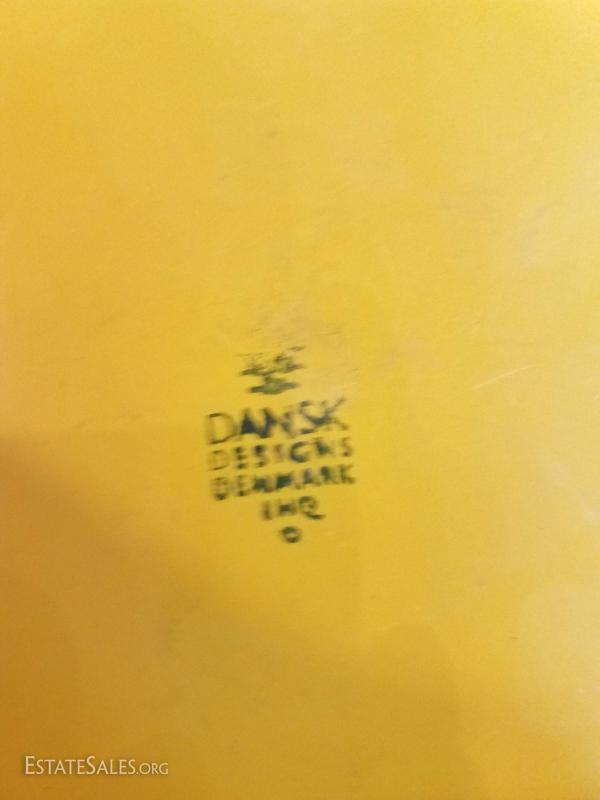 DANSK
DESIGNS
DENMARK
IHQ
ESTATESALES.ORG